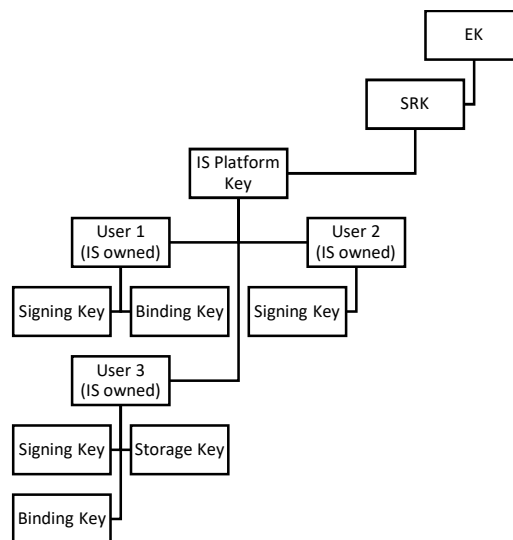 EK
SRK
IS Platform
Key
User 1
(IS owned)
User 2
(IS owned)
Signing Key
Binding Key
Signing Key
User 3
(IS owned)
Signing Key
Storage Key
Binding Key